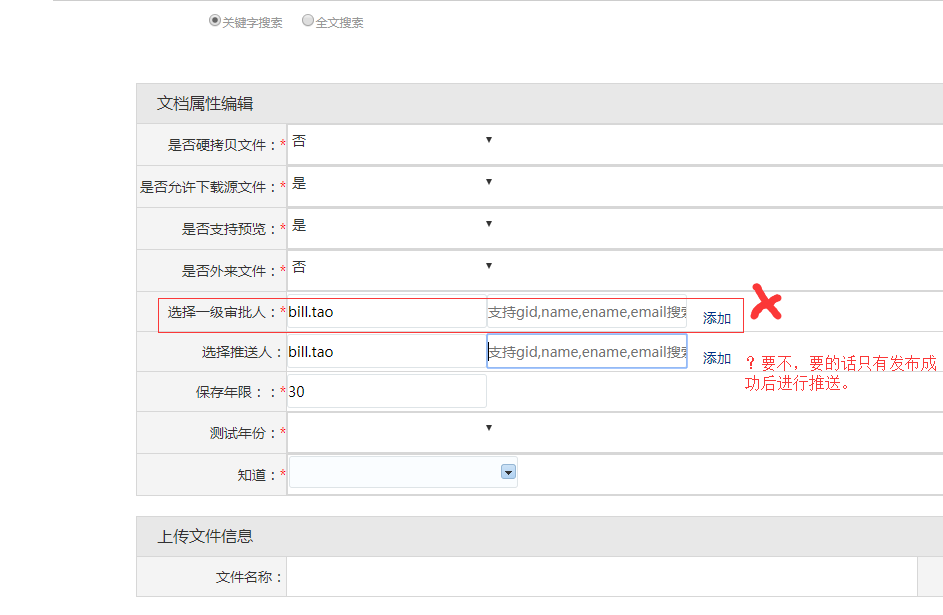 关键字搜索 全文搜索
文档属性编辑
是否硬拷贝文件：* 否
是否允许下载源文件：* 是
是否支持预览：* 是
是否外来文件：* 否
选择一级审批人：* bill.tao 支持gid,name,ename,email搜索 添加
选择推送人： bill.tao 支持gid,name,ename,email搜索 添加
？要不，要的话只有发布成
功后进行推送。
保存年限：：* 30
测试年份：*
知道：*
上传文件信息
文件名称：